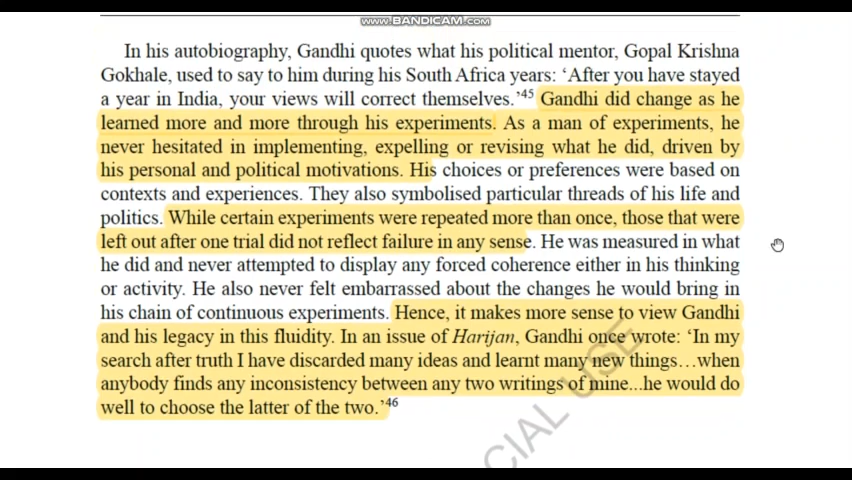 WWW.BANDICAM.COM
In his autobiography, Gandhi quotes what his political mentor, Gopal Krishna
Gokhale, used to say to him during his South Africa years: ‘After you have stayed
a year in India, your views will correct themselves.’45 Gandhi did change as he
learned more and more through his experiments. As a man of experiments, he
never hesitated in implementing, expelling or revising what he did, driven by
his personal and political motivations. His choices or preferences were based on
contexts and experiences. They also symbolised particular threads of his life and
politics. While certain experiments were repeated more than once, those that were
left out after one trial did not reflect failure in any sense. He was measured in what
he did and never attempted to display any forced coherence either in his thinking
or activity. He also never felt embarrassed about the changes he would bring in
his chain of continuous experiments. Hence, it makes more sense to view Gandhi
and his legacy in this fluidity. In an issue of Harijan, Gandhi once wrote: ‘In my
search after truth I have discarded many ideas and learnt many new things…when
anybody finds any inconsistency between any two writings of mine...he would do
well to choose the latter of the two.’46
CIAL USE